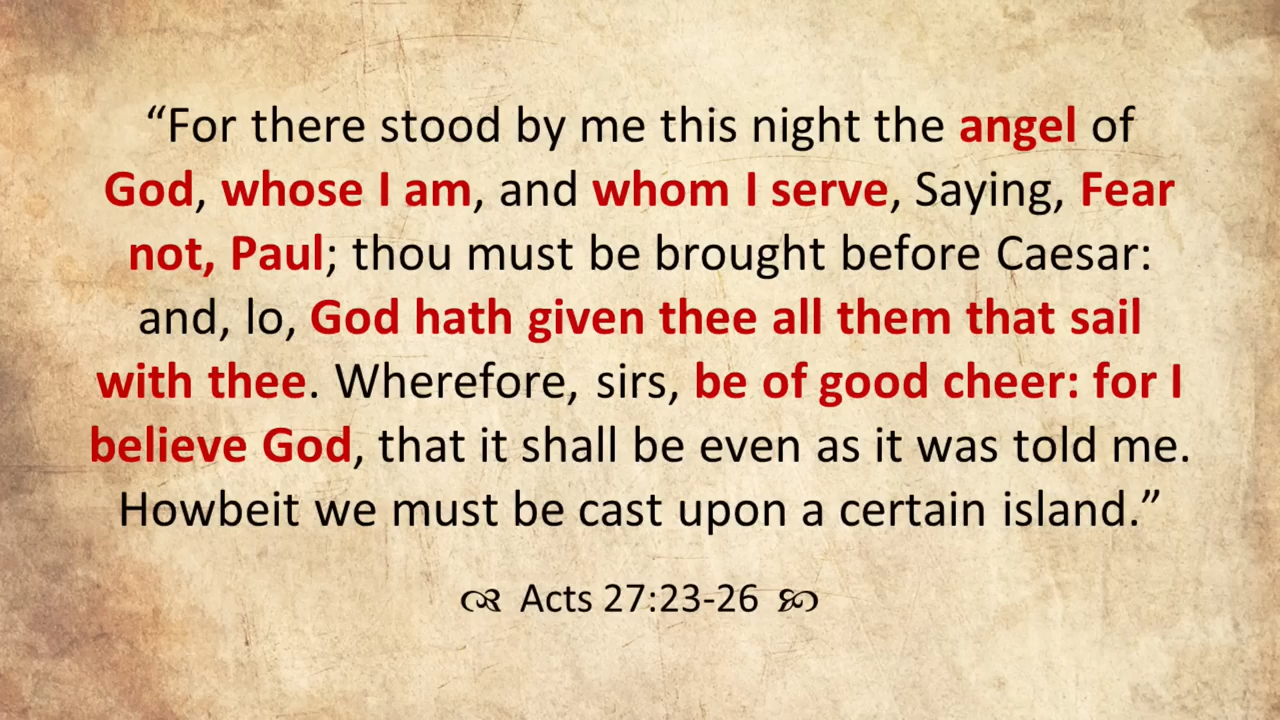 “For there stood by me this night the angel of
God, whose I am, and whom I serve, Saying, Fear
not, Paul; thou must be brought before Caesar:
and, lo, God hath given thee all them that sail
with thee. Wherefore, sirs, be of good cheer: for I
believe God, that it shall be even as it was told me.
Howbeit we must be cast upon a certain island.”
Acts 27:23-26